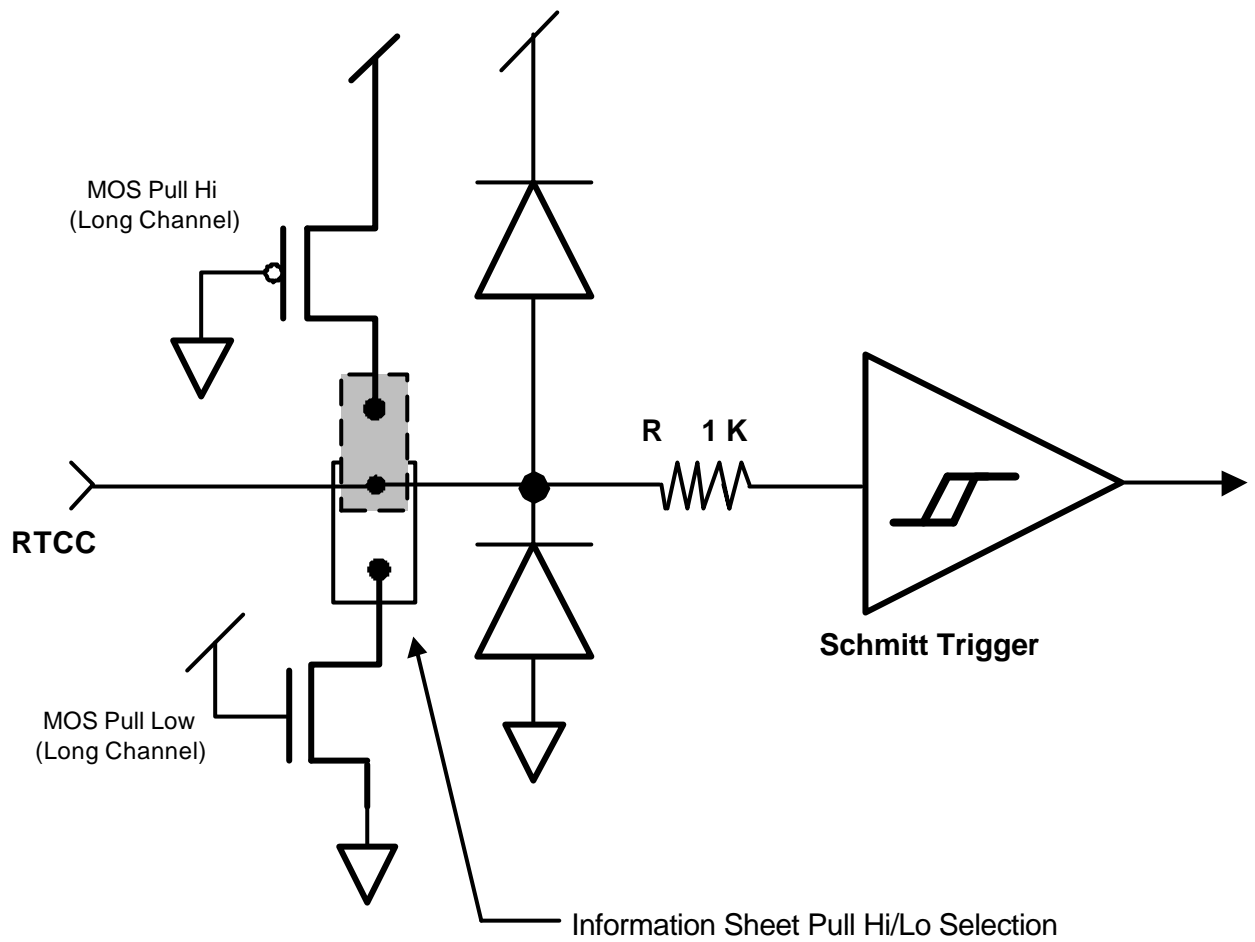 MOS Pull Hi
(Long Channel)
R 1 K
RTCC
Schmitt Trigger
MOS Pull Low
(Long Channel)
Information Sheet Pull Hi/Lo Selection